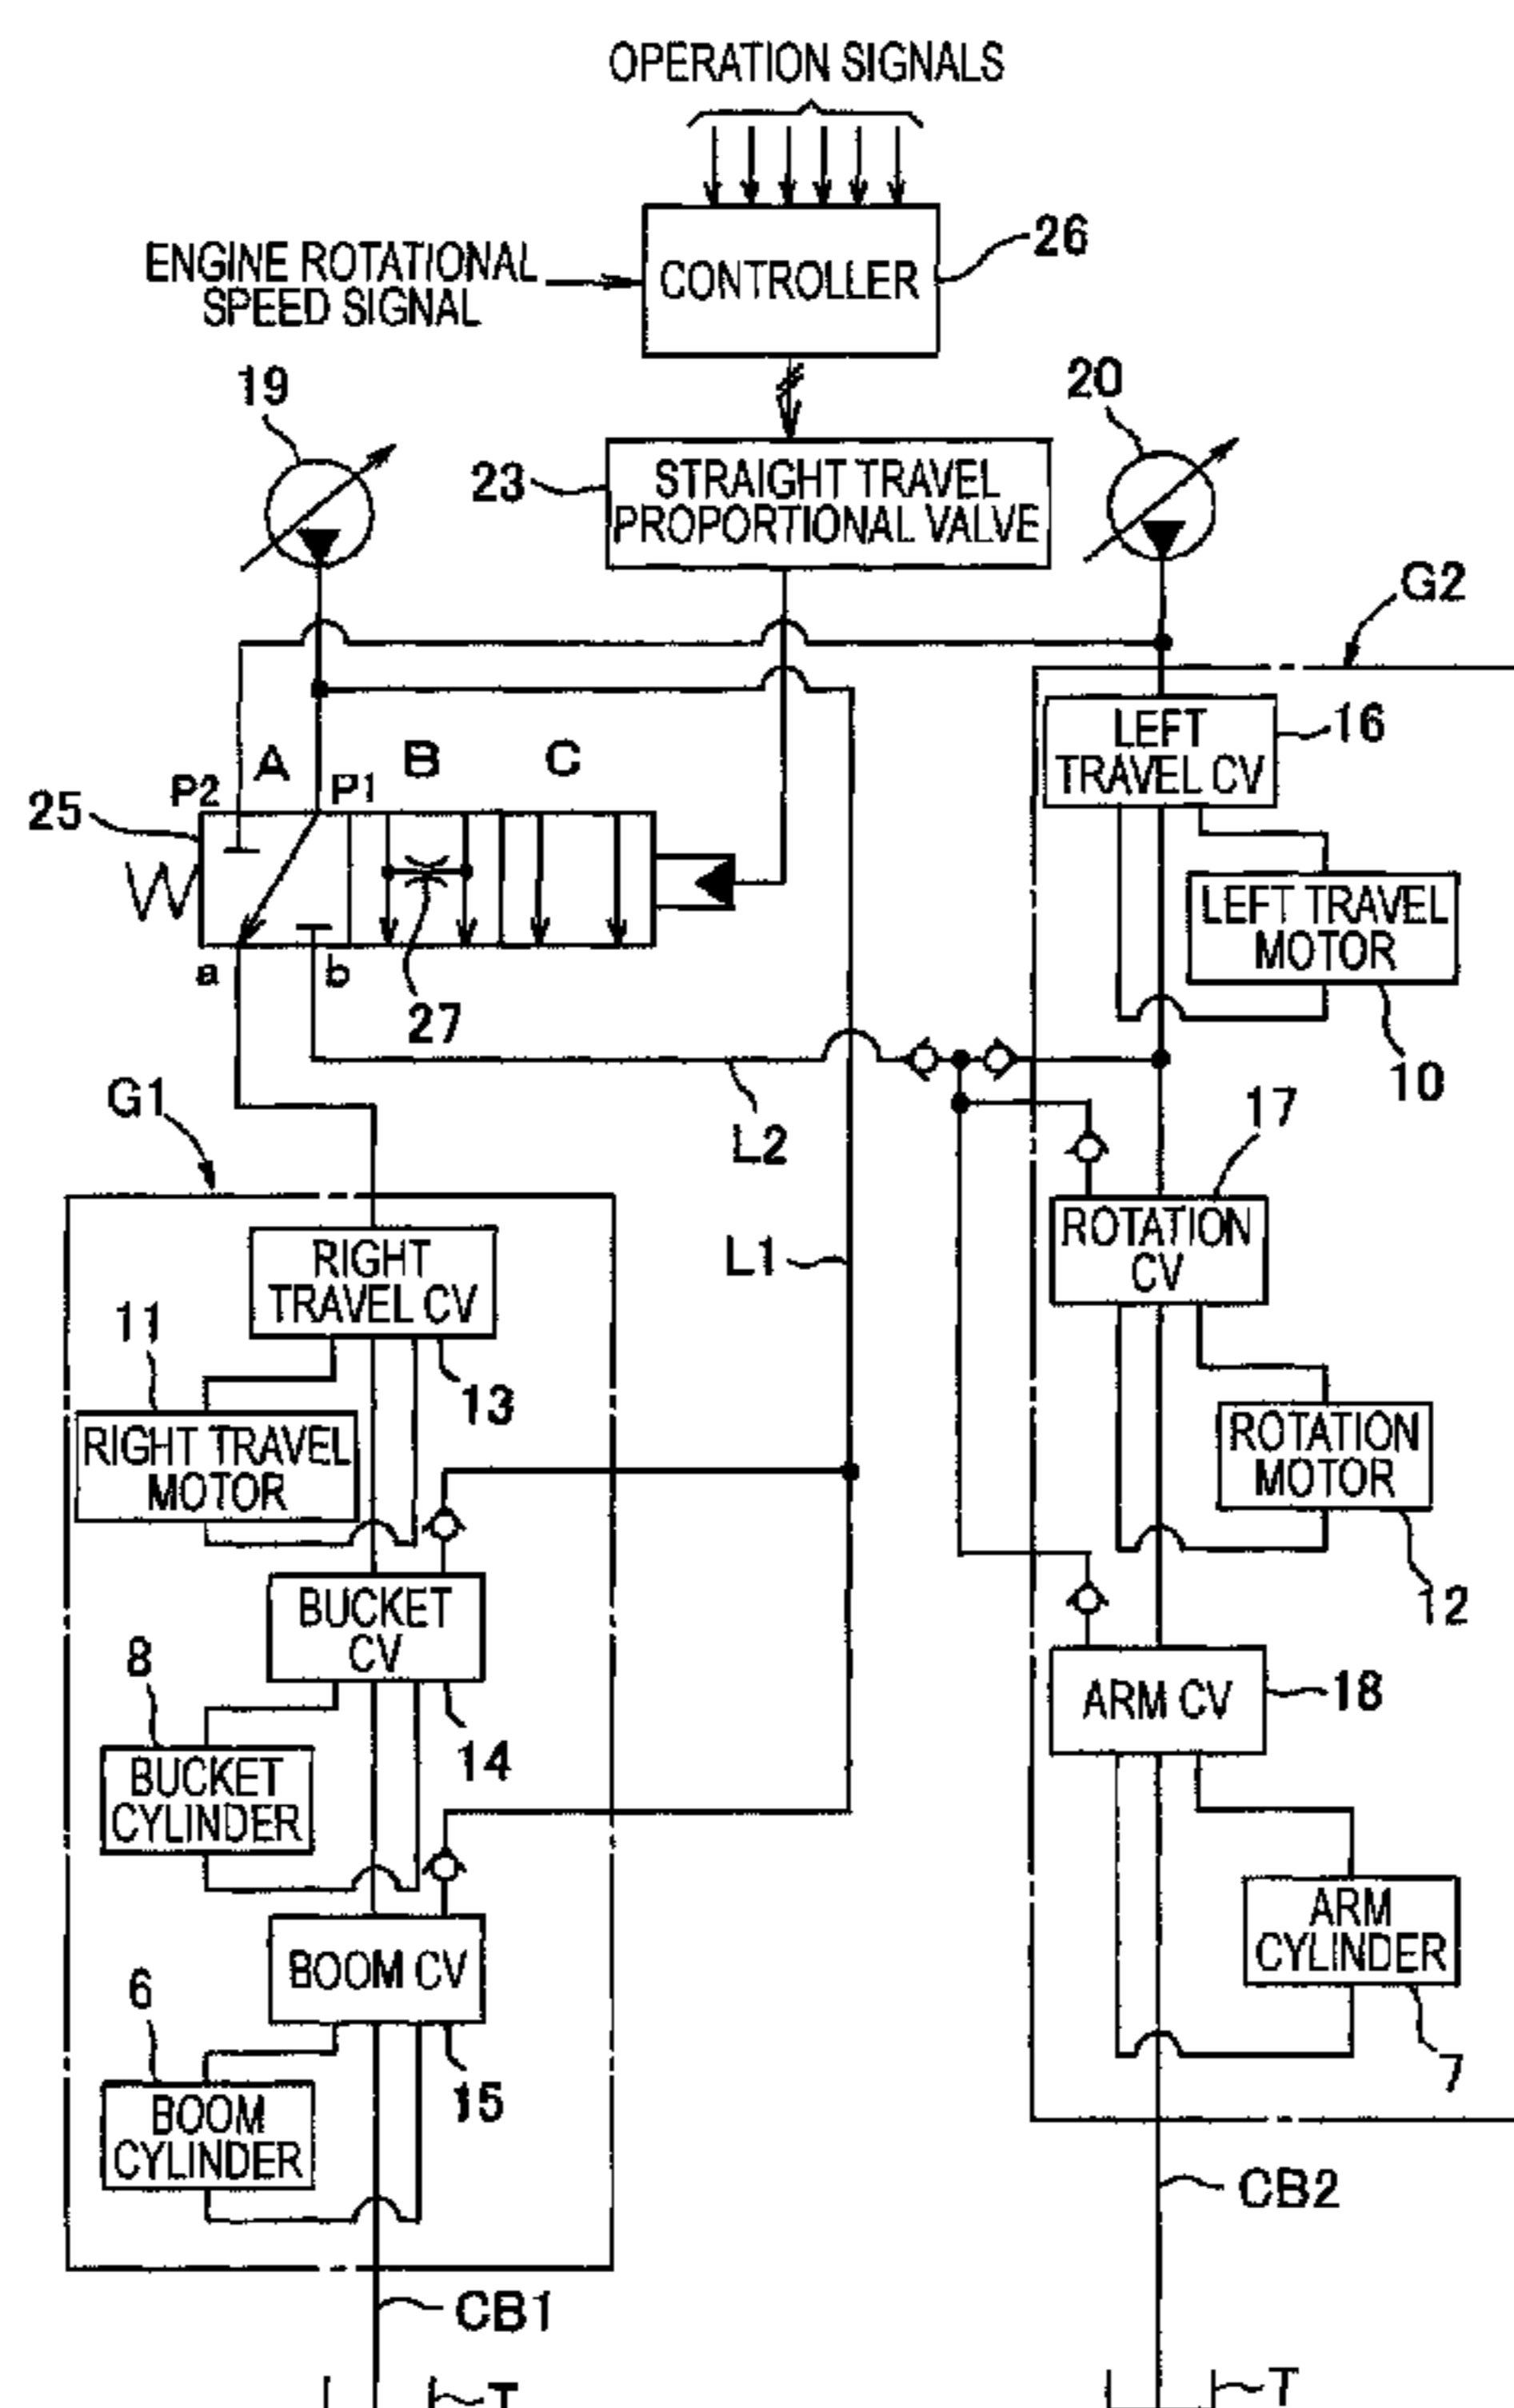 OPERATION SIGNALS
26
CONTROLLER
ENGINE ROTATIONAL
SPEED SIGNAL
19
20
23
STRAIGHT TRAVEL
PROPORTIONAL VALVE
G2
LEFT
TRAVEL CV
16
A
B
C
P2
P1
25
LEFT TRAVEL
MOTOR
a
b
27
10
G1
L2
17
ROTATION
CV
RIGHT
TRAVEL CV
L1
11
13
RIGHT TRAVEL
MOTOR
ROTATION
MOTOR
12
BUCKET
CV
8
14
ARM CV
18
BUCKET
CYLINDER
ARM
CYLINDER
BOOM CV
6
15
7
BOOM
CYLINDER
CB2
CB1
T
T